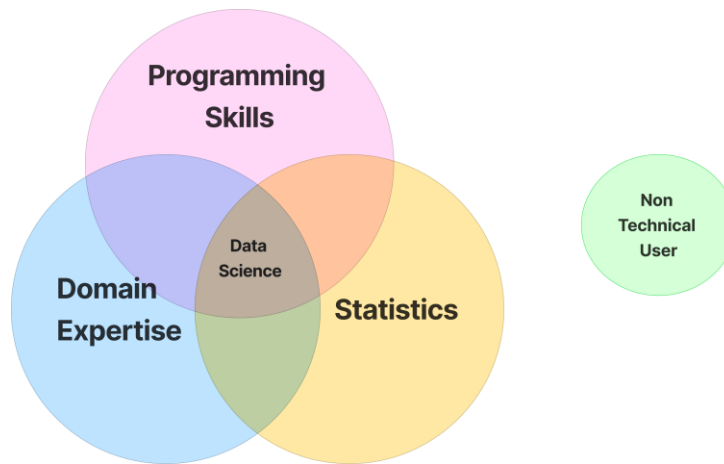 Programming
Skills
Data
Science
Domain
Expertise
Statistics
Non
Technical
User